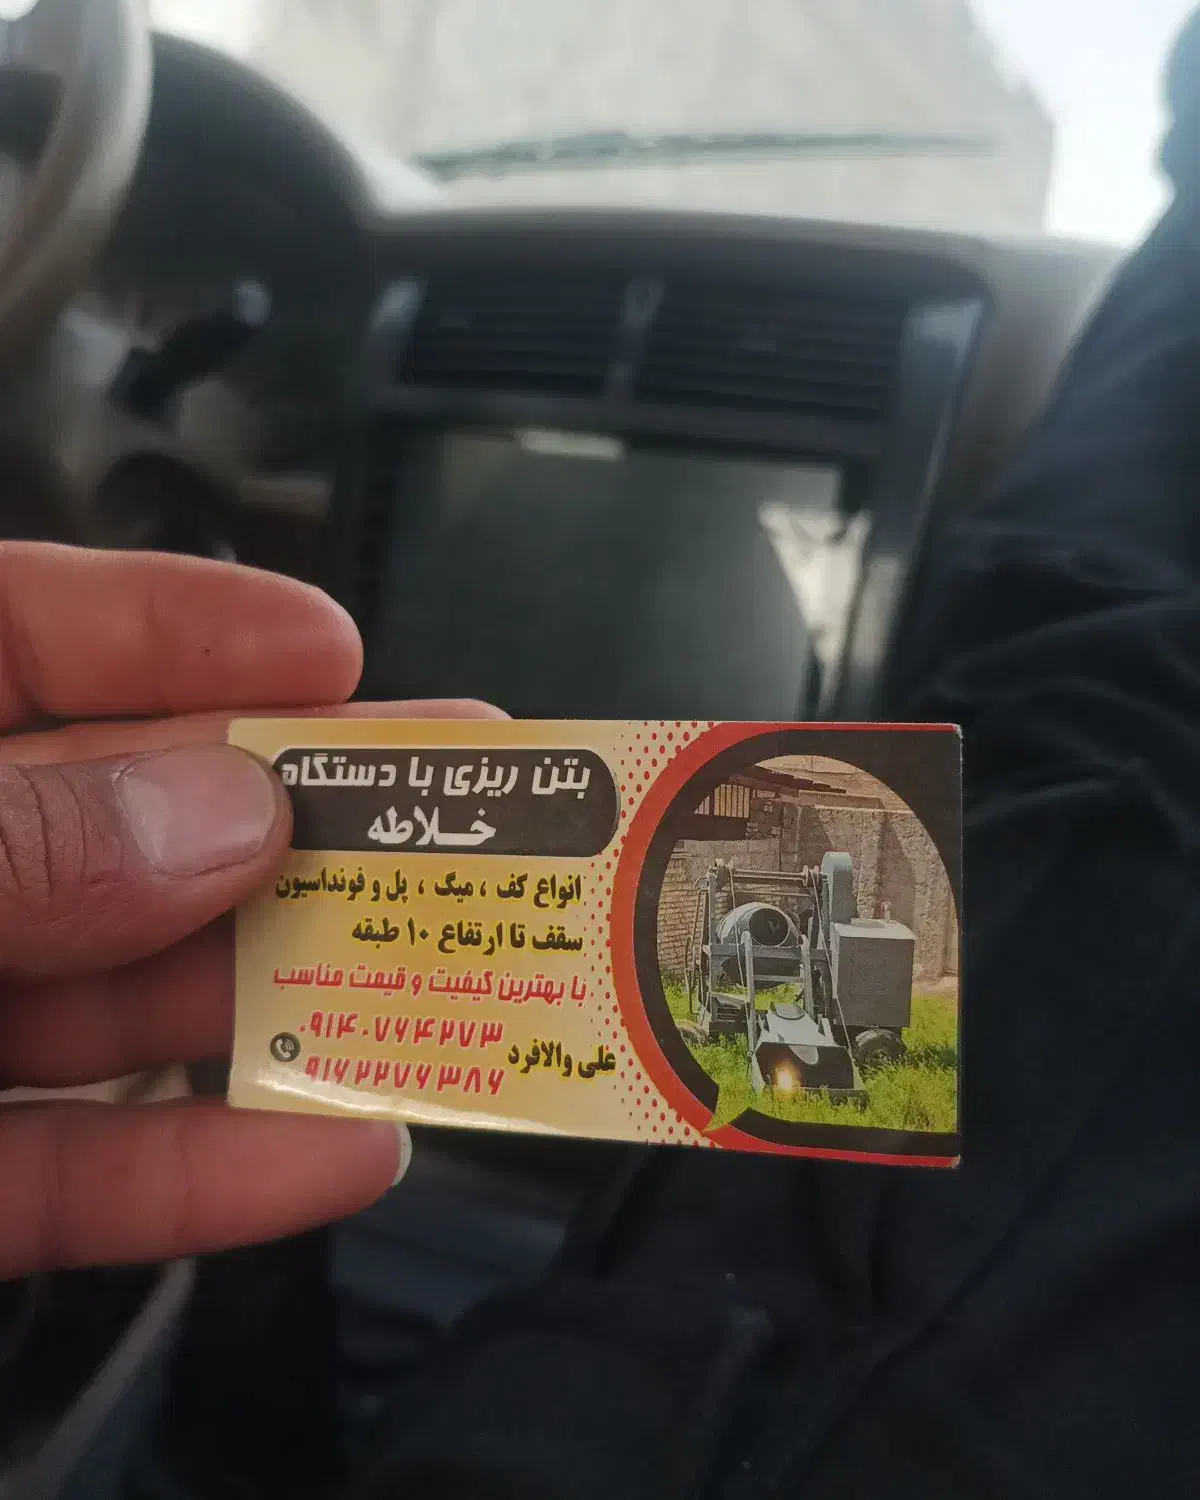 بتن ریزی با دستگاه
خلاطه
انواع کف ، میگ ، پل و فونداسیون
سقف تا ارتفاع ۱۰ طبقه
با بهترین کیفیت و قیمت مناسب
علی والافرد
۰۹۱۴۰۷۶۴۲۷۳
۰۹۱۶۲۲۷۶۳۸۶